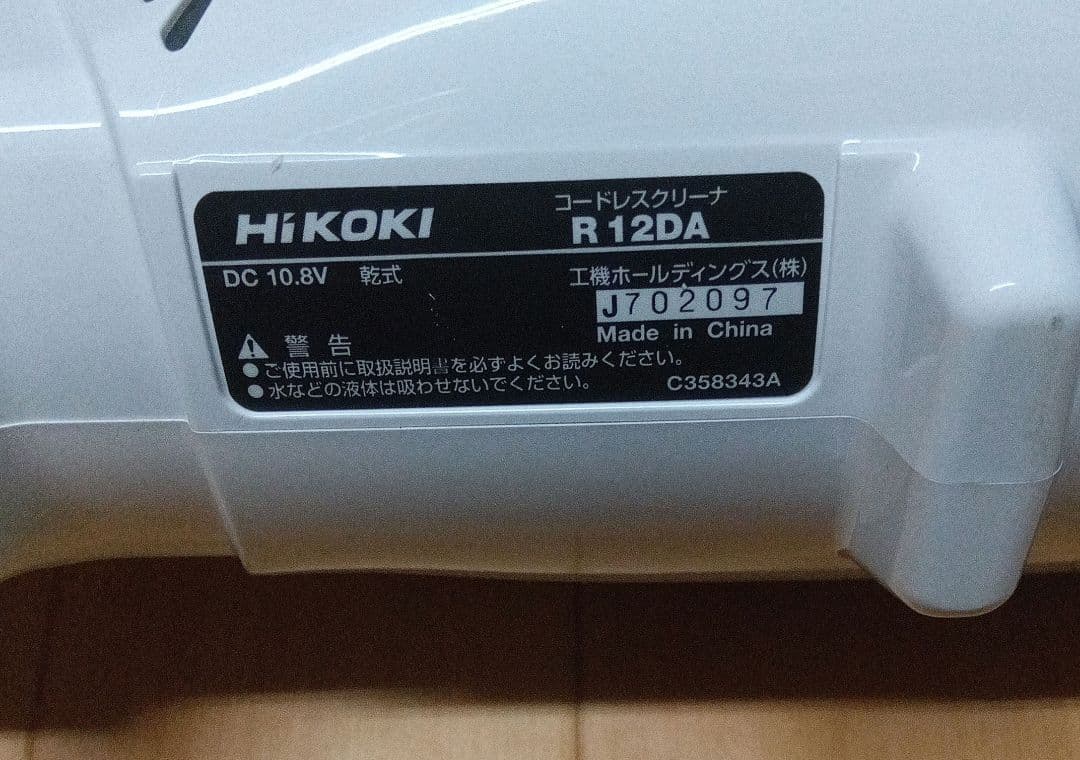 HiKOKI
コードレスクリーナ
R 12DA
DC 10.8V 乾式
工機ホールディングス(株)
J702097
Made in China
警告
● ご使用前に取扱説明書を必ずよくお読みください。
● 水などの液体は吸わせないでください。
C358343A